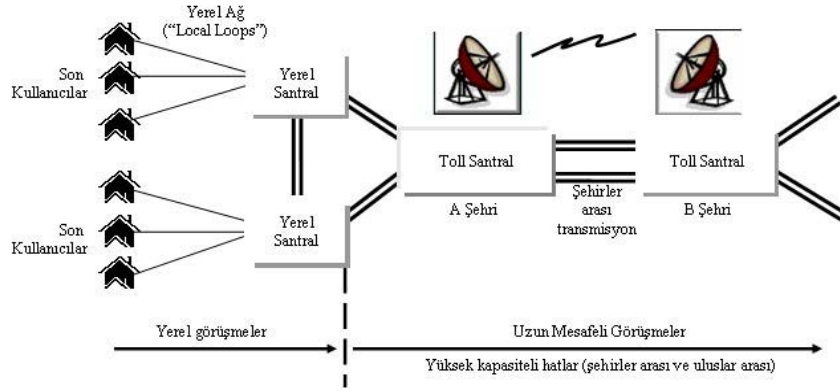 Yerel Ağ
("Local Loops")
Son
Kullanıcılar
Yerel
Santral
Toll Santral
A Şehri
Şehirler
arası
transmisyon
Toll Santral
B Şehri
Son
Kullanıcılar
Yerel
Santral
Yerel görüşmeler
Uzun Mesafeli Görüşmeler
Yüksek kapasiteli hatlar (şehirler arası ve uluslar arası)